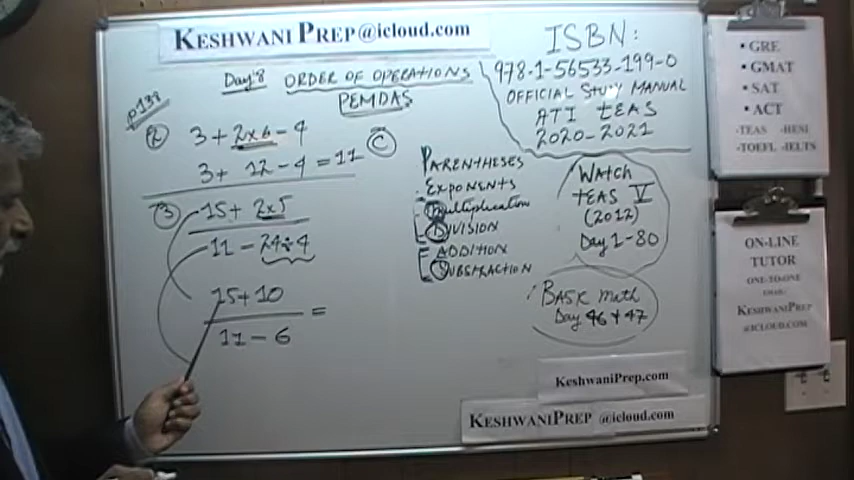 KESHWANI PREP@icloud.com
Day 8 ORDER OF OPERATIONS
PEMDAS
p138
12 3 + 2x6 - 4
3 + 12 - 4 = 11 C
13 15 + 2x5
11 - 24÷4
15 + 10
11 - 6 =
PARENTHESES
EXPONENTS
Multiplication
DIVISION
ADDITION
SUBSTRACTION
ISBN:
978-1-56533-199-0
OFFICIAL STUDY MANUAL
ATI TEAS
2020-2021
WATCH
TEAS V
(2012)
Day 1-80
BASIC Math
Day 46 + 47
KESHWANIPREP.COM
KESHWANIPREP @icloud.com
• GRE
• GMAT
• SAT
• ACT
-TEAS -HESI
-TOEFL -IELTS
ON-LINE
TUTOR
ONE-TO-ONE
KESHWANIPREP
@ICLOUD.COM